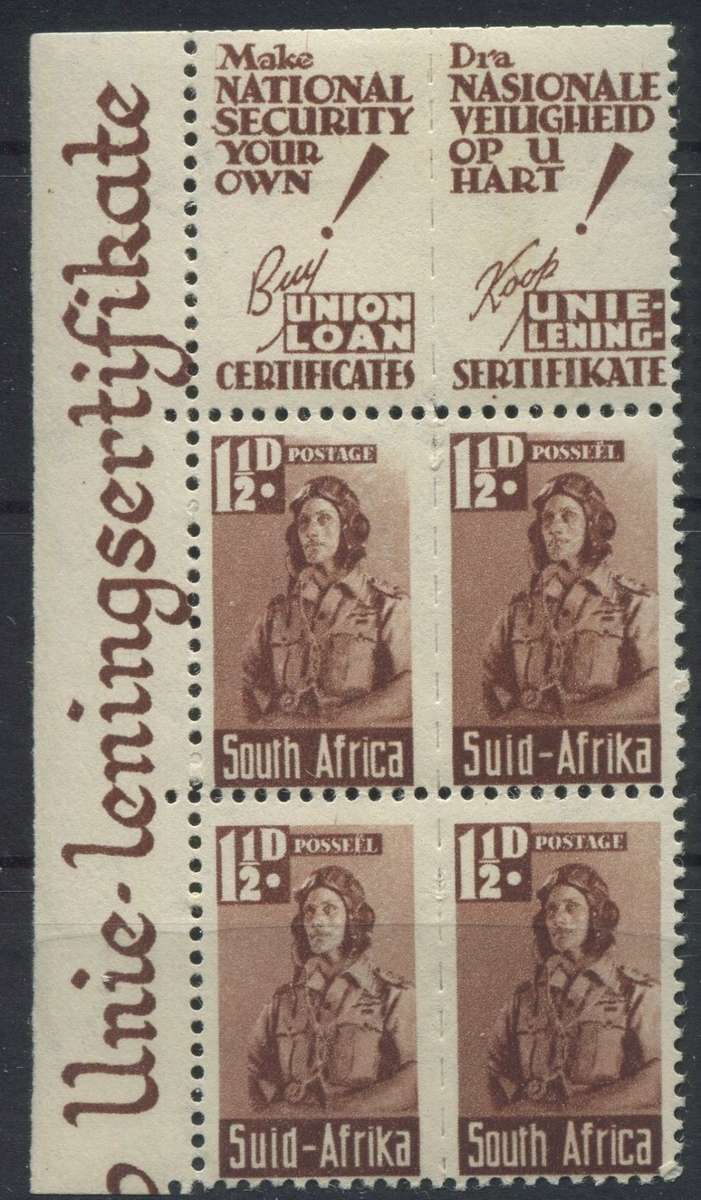 Unie-leningsertifikate
Make
NATIONAL
SECURITY
YOUR
OWN!
Buy
UNION
LOAN
CERTIFICATES
Dra
NASIONALE
VEILIGHEID
OP U
HART!
Koop
UNIE-
LENING-
SERTIFIKATE
1½D. POSTAGE
South Africa
1½D. POSSEËL
Suid-Afrika
1½D. POSSEËL
Suid-Afrika
1½D. POSTAGE
South Africa